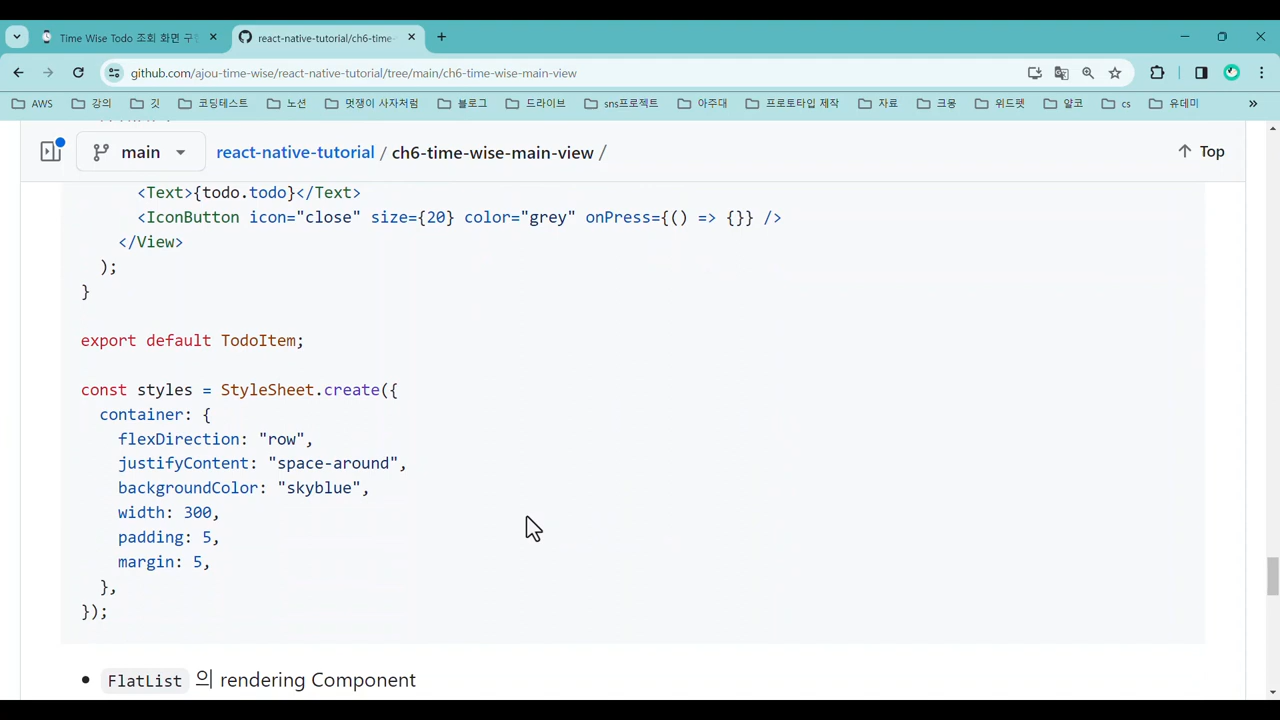 Time Wise Todo 조회 화면 구
react-native-tutorial/ch6-time-
github.com/ajou-time-wise/react-native-tutorial/tree/main/ch6-time-wise-main-view
AWS 강의 깃 코딩테스트 노션 멋쟁이 사자처럼 블로그 드라이브 sns프로젝트 아주대 프로토타입 제작 자료 크몽 위드펫 얄코 cs 유데미 »
main react-native-tutorial / ch6-time-wise-main-view / Top
<Text>{todo.todo}</Text>
<IconButton icon="close" size={20} color="grey" onPress={() => {}} />
</View>
);
}
export default TodoItem;
const styles = StyleSheet.create({
container: {
flexDirection: "row",
justifyContent: "space-around",
backgroundColor: "skyblue",
width: 300,
padding: 5,
margin: 5,
},
});
• FlatList 의 rendering Component